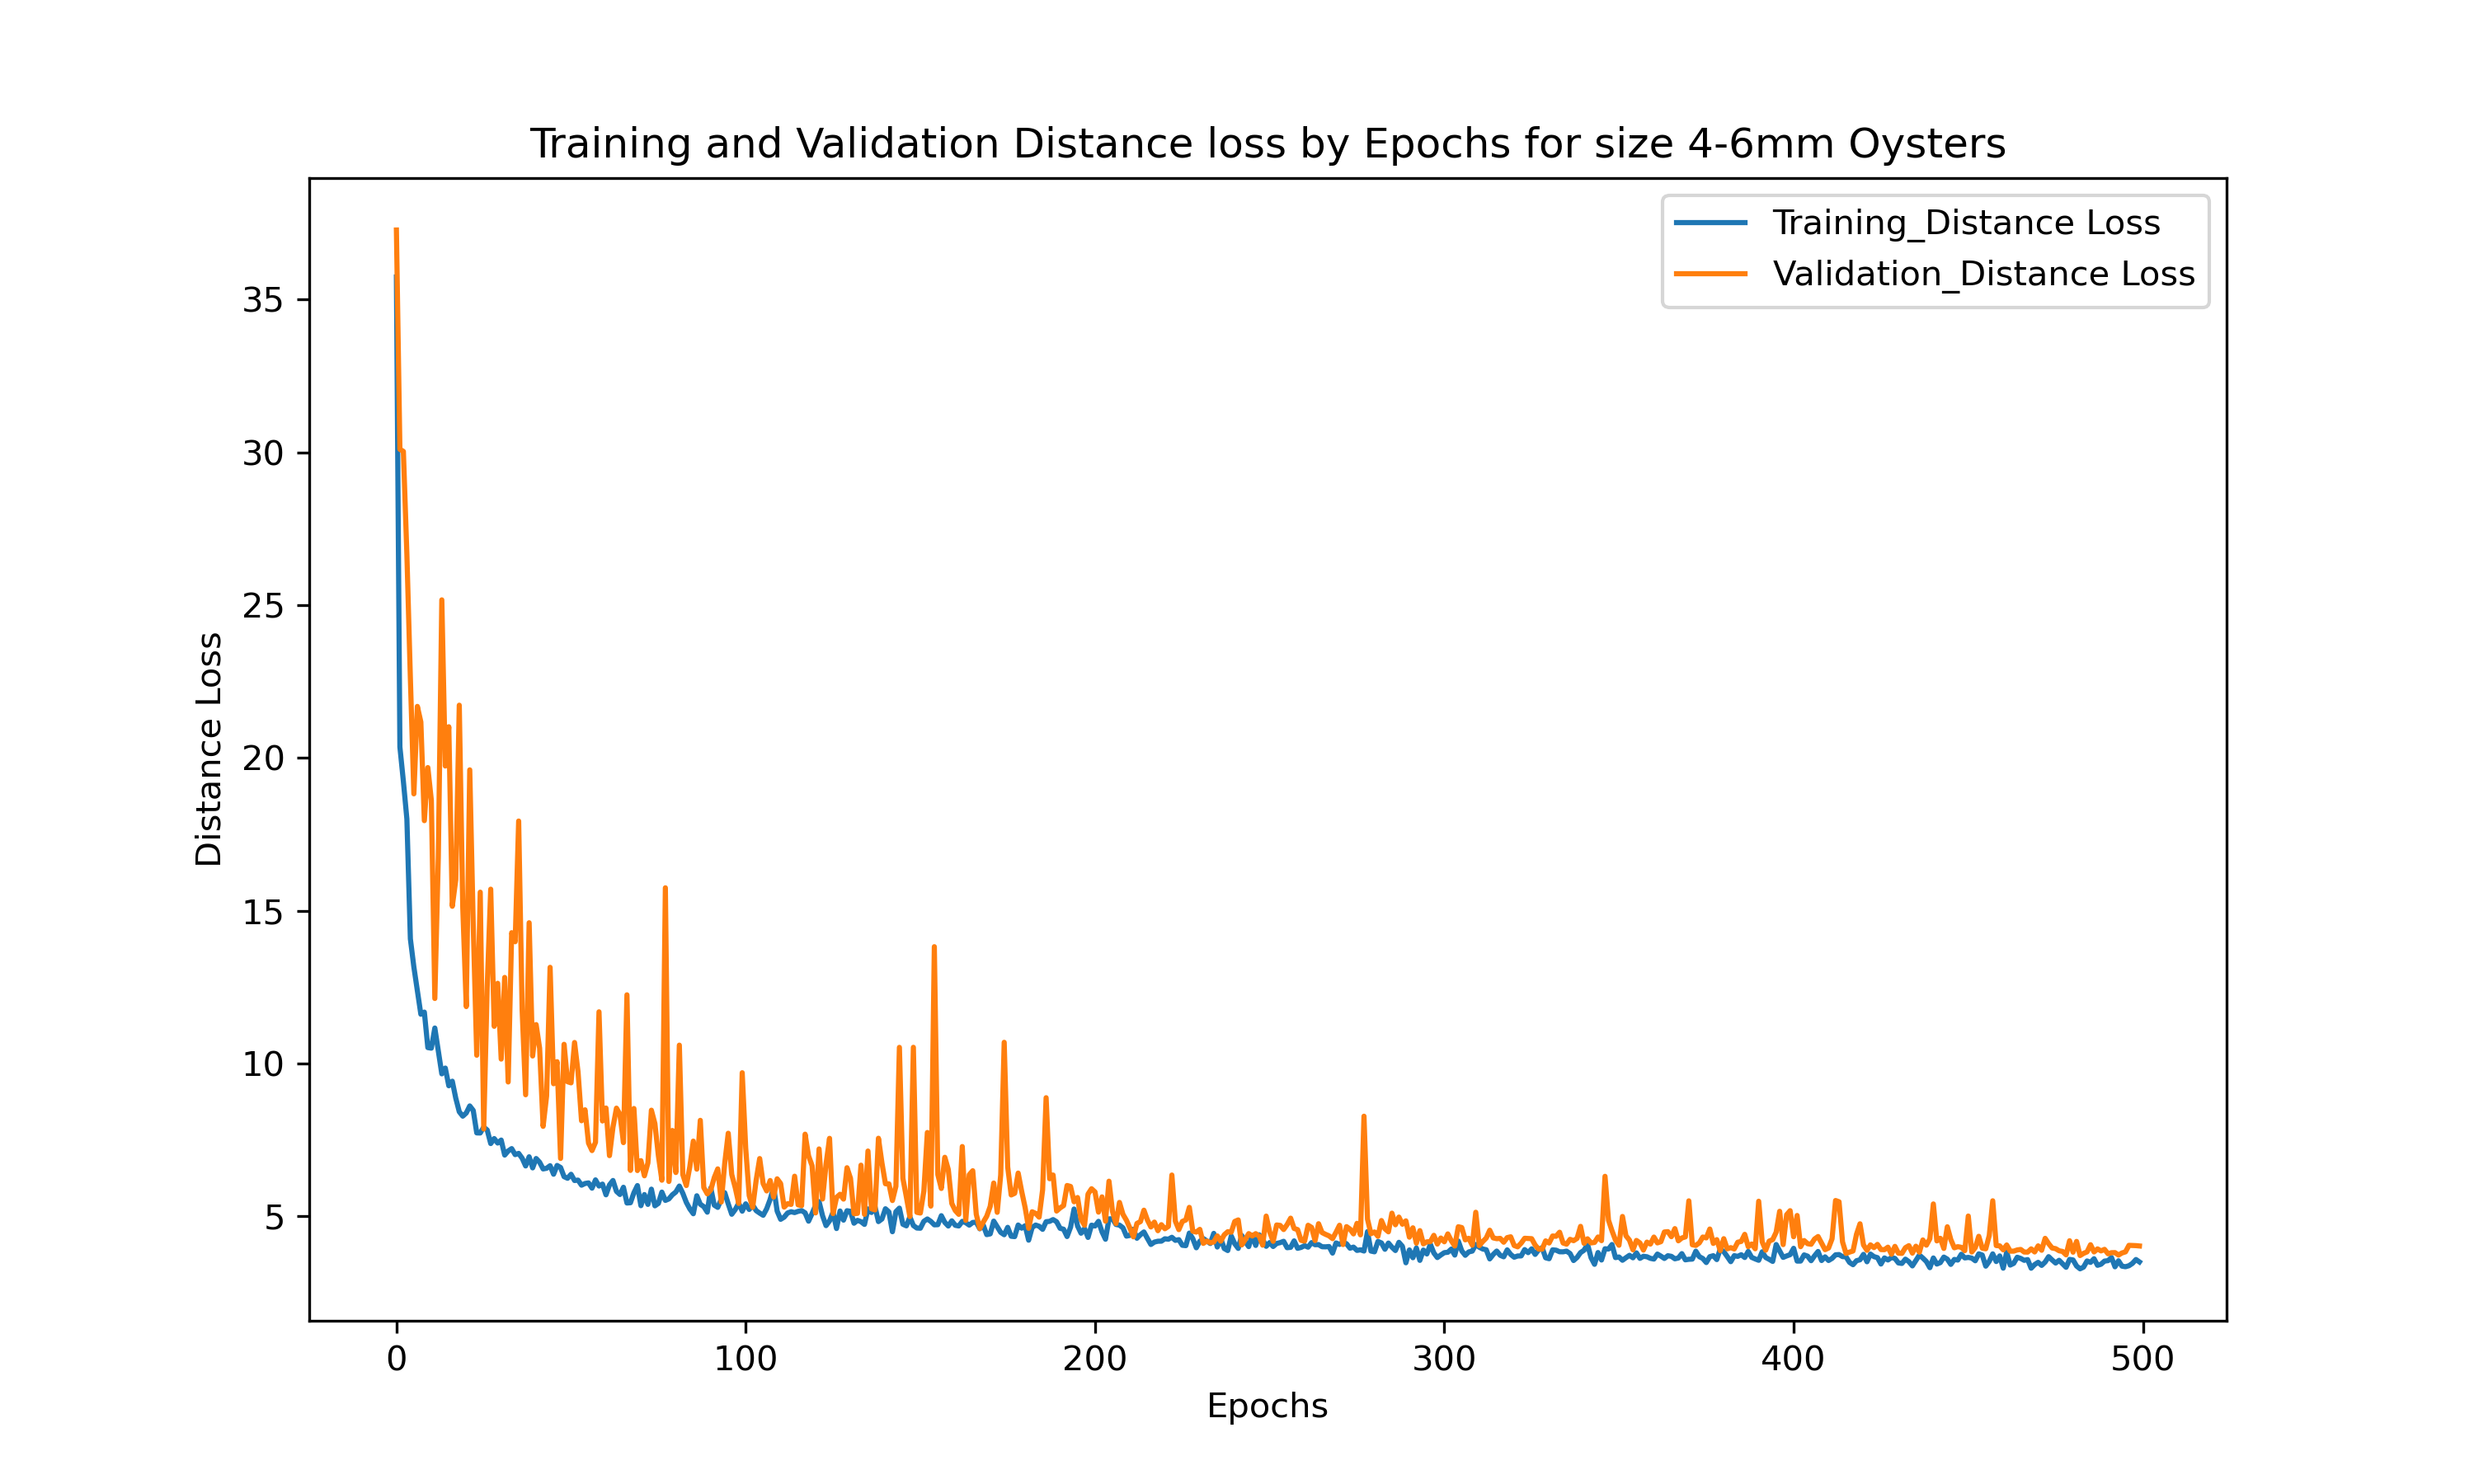 Training and Validation Distance loss by Epochs for size 4-6mm Oysters
Training_Distance Loss
Validation_Distance Loss
Distance Loss
35
30
25
20
15
10
5
0 100 200 300 400 500
Epochs